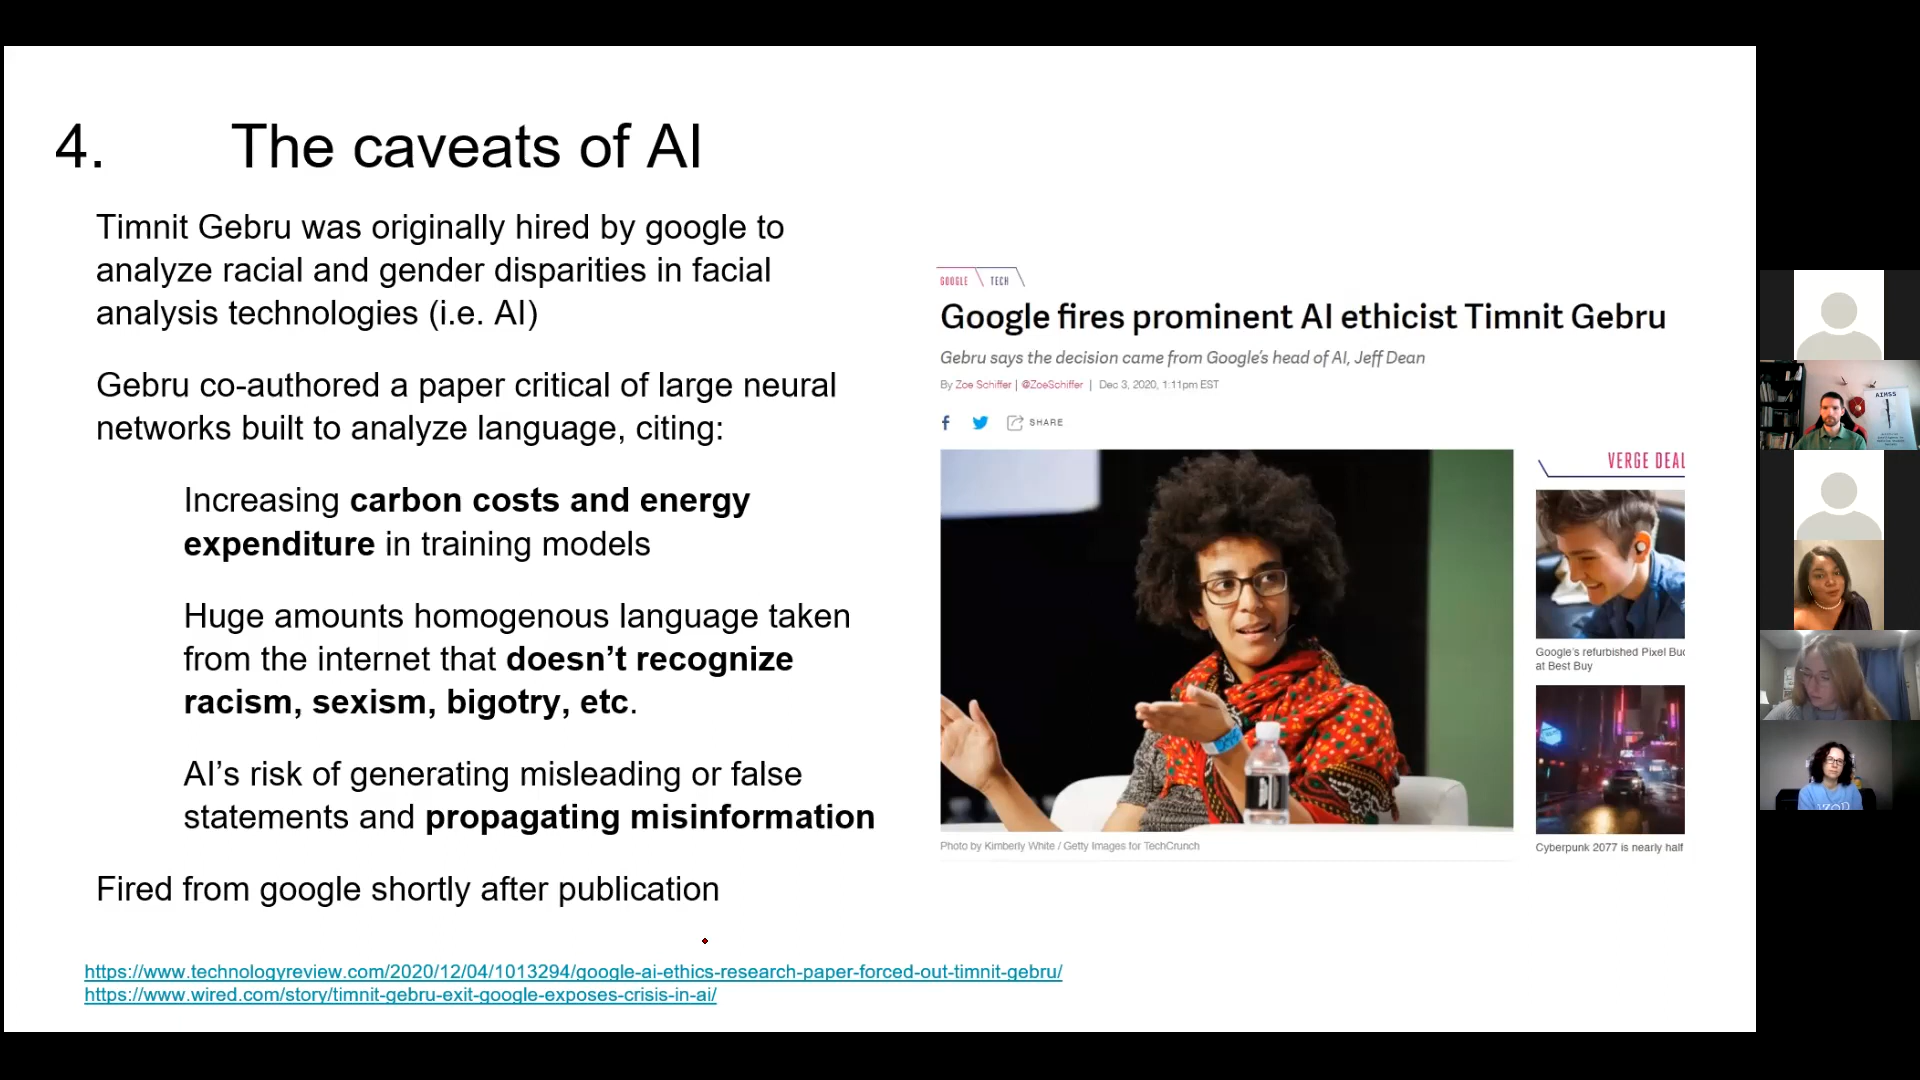 4. The caveats of AI
Timnit Gebru was originally hired by google to
analyze racial and gender disparities in facial
analysis technologies (i.e. AI)
Gebru co-authored a paper critical of large neural
networks built to analyze language, citing:
Increasing carbon costs and energy
expenditure in training models
Huge amounts homogenous language taken
from the internet that doesn’t recognize
racism, sexism, bigotry, etc.
AI’s risk of generating misleading or false
statements and propagating misinformation
Fired from google shortly after publication
https://www.technologyreview.com/2020/12/04/1013294/google-ai-ethics-research-paper-forced-out-timnit-gebru/
https://www.wired.com/story/timnit-gebru-exit-google-exposes-crisis-in-ai/
GOOGLE TECH
Google fires prominent AI ethicist Timnit Gebru
Gebru says the decision came from Google’s head of AI, Jeff Dean
By Zoe Schiffer | @ZoeSchiffer | Dec 3, 2020, 1:11pm EST
SHARE
Photo by Kimberly White / Getty Images for TechCrunch
VERGE DEAL
Google’s refurbished Pixel Bud
at Best Buy
Cyberpunk 2077 is nearly half
AIMSS